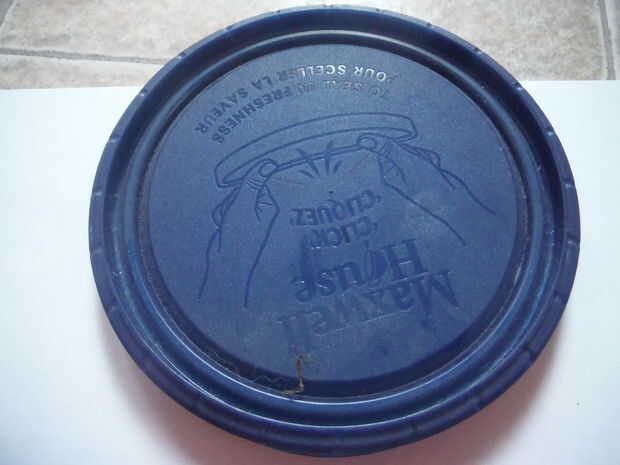 Maxwell
House
"CLICK"
"CLIQUEZ"
TO SEAL IN FRESHNESS
POUR SCELLER LA SAVEUR